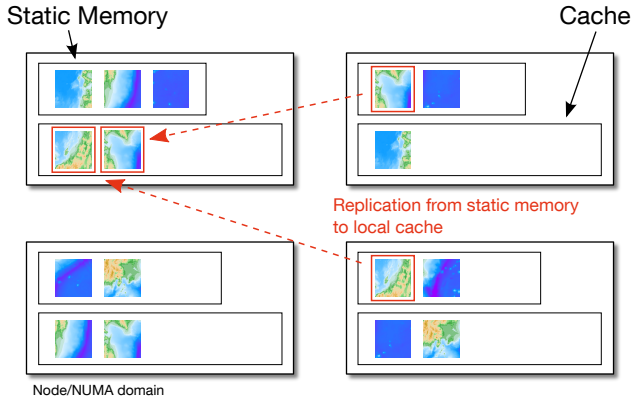 Static Memory
Cache
Replication from static memory
to local cache
Node/NUMA domain